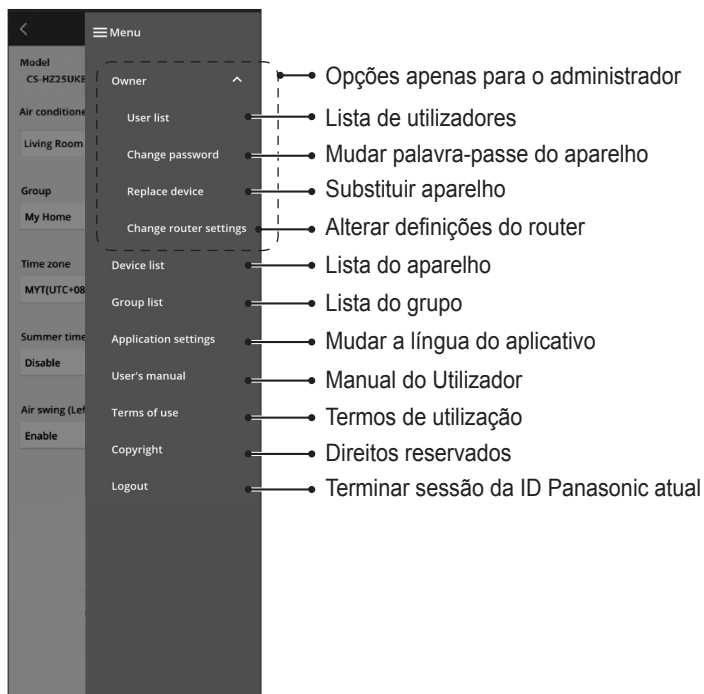 Menu
Model
CS-HZ25UKE
Owner
Opções apenas para o administrador
Air conditione
User list
Lista de utilizadores
Living Room
Change password
Mudar palavra-passe do aparelho
Group
Replace device
Substituir aparelho
My Home
Change router settings
Alterar definições do router
Time zone
Device list
Lista do aparelho
MYT(UTC+08
Group list
Lista do grupo
Summer time
Application settings
Mudar a língua do aplicativo
Disable
User's manual
Manual do Utilizador
Air swing (Lef
Terms of use
Termos de utilização
Enable
Copyright
Direitos reservados
Logout
Terminar sessão da ID Panasonic atual